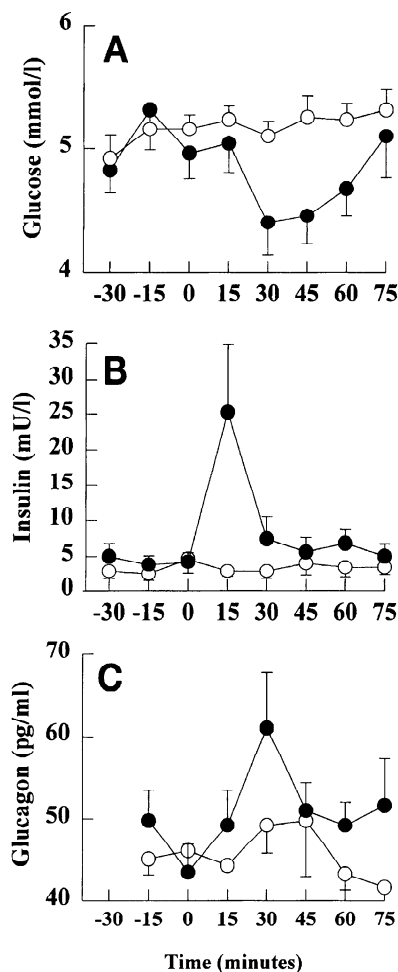 A
Glucose (mmol/l)
6
5
4
-30 -15 0 15 30 45 60 75
B
Insulin (mU/l)
35
30
25
20
15
10
5
0
-30 -15 0 15 30 45 60 75
C
Glucagon (pg/ml)
70
60
50
40
-30 -15 0 15 30 45 60 75
Time (minutes)